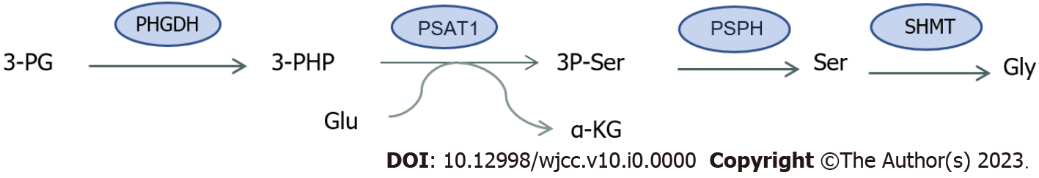 PHGDH PSAT1 PSPH SHMT
3-PG 3-PHP 3P-Ser Ser Gly
Glu α-KG
DOI: 10.12998/wjcc.v10.i0.0000 Copyright ©The Author(s) 2023.